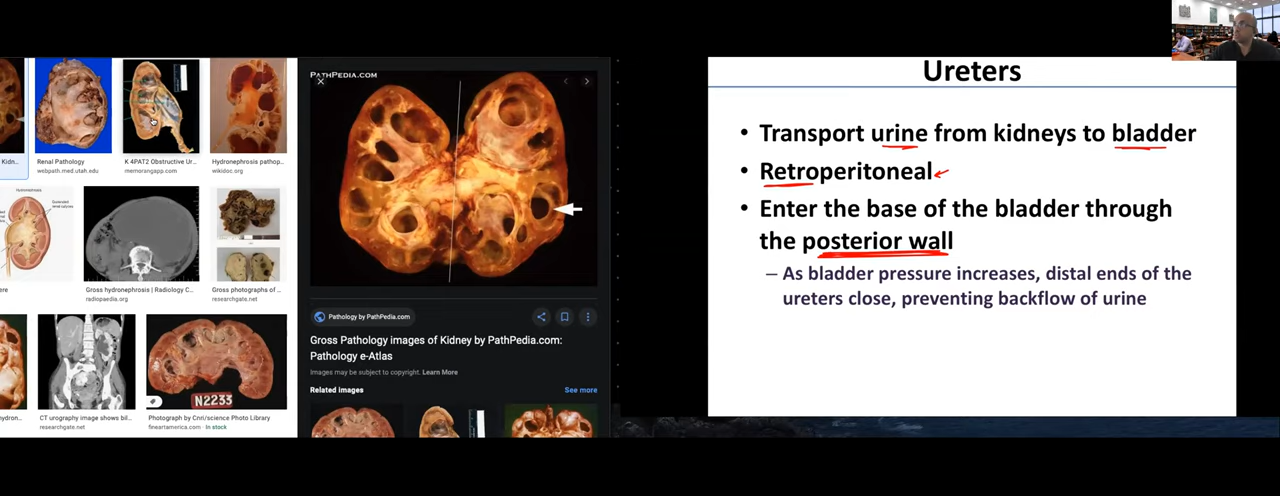 Kidn...
Renal Pathology
webpath.med.utah.edu
K 4PAT2 Obstructive Ur...
memorangapp.com
Hydronephrosis pathop...
wikidoc.org
ere
Gross hydronephrosis | Radiology C...
radiopaedia.org
Gross photographs of ...
researchgate.net
hydron...
CT urography image shows bil...
researchgate.net
N2233
Photograph by Cnri/science Photo Library
fineartamerica.com · In stock
PATHPEDIA.COM
Pathology by PathPedia.com
Gross Pathology images of Kidney by PathPedia.com:
Pathology e-Atlas
Images may be subject to copyright. Learn More
Related images
See more
Ureters
• Transport urine from kidneys to bladder
• Retroperitoneal
• Enter the base of the bladder through
the posterior wall
– As bladder pressure increases, distal ends of the
ureters close, preventing backflow of urine